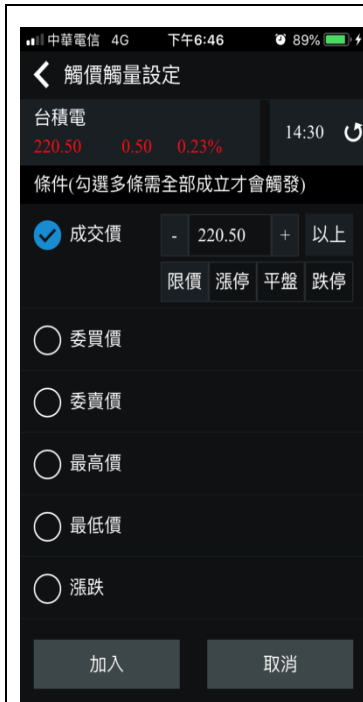 中華電信 4G 下午6:46 89%
觸價觸量設定
台積電
220.50 0.50 0.23% 14:30
條件(勾選多條需全部成立才會觸發)
成交價 - 220.50 + 以上
限價 漲停 平盤 跌停
委買價
委賣價
最高價
最低價
漲跌
加入 取消